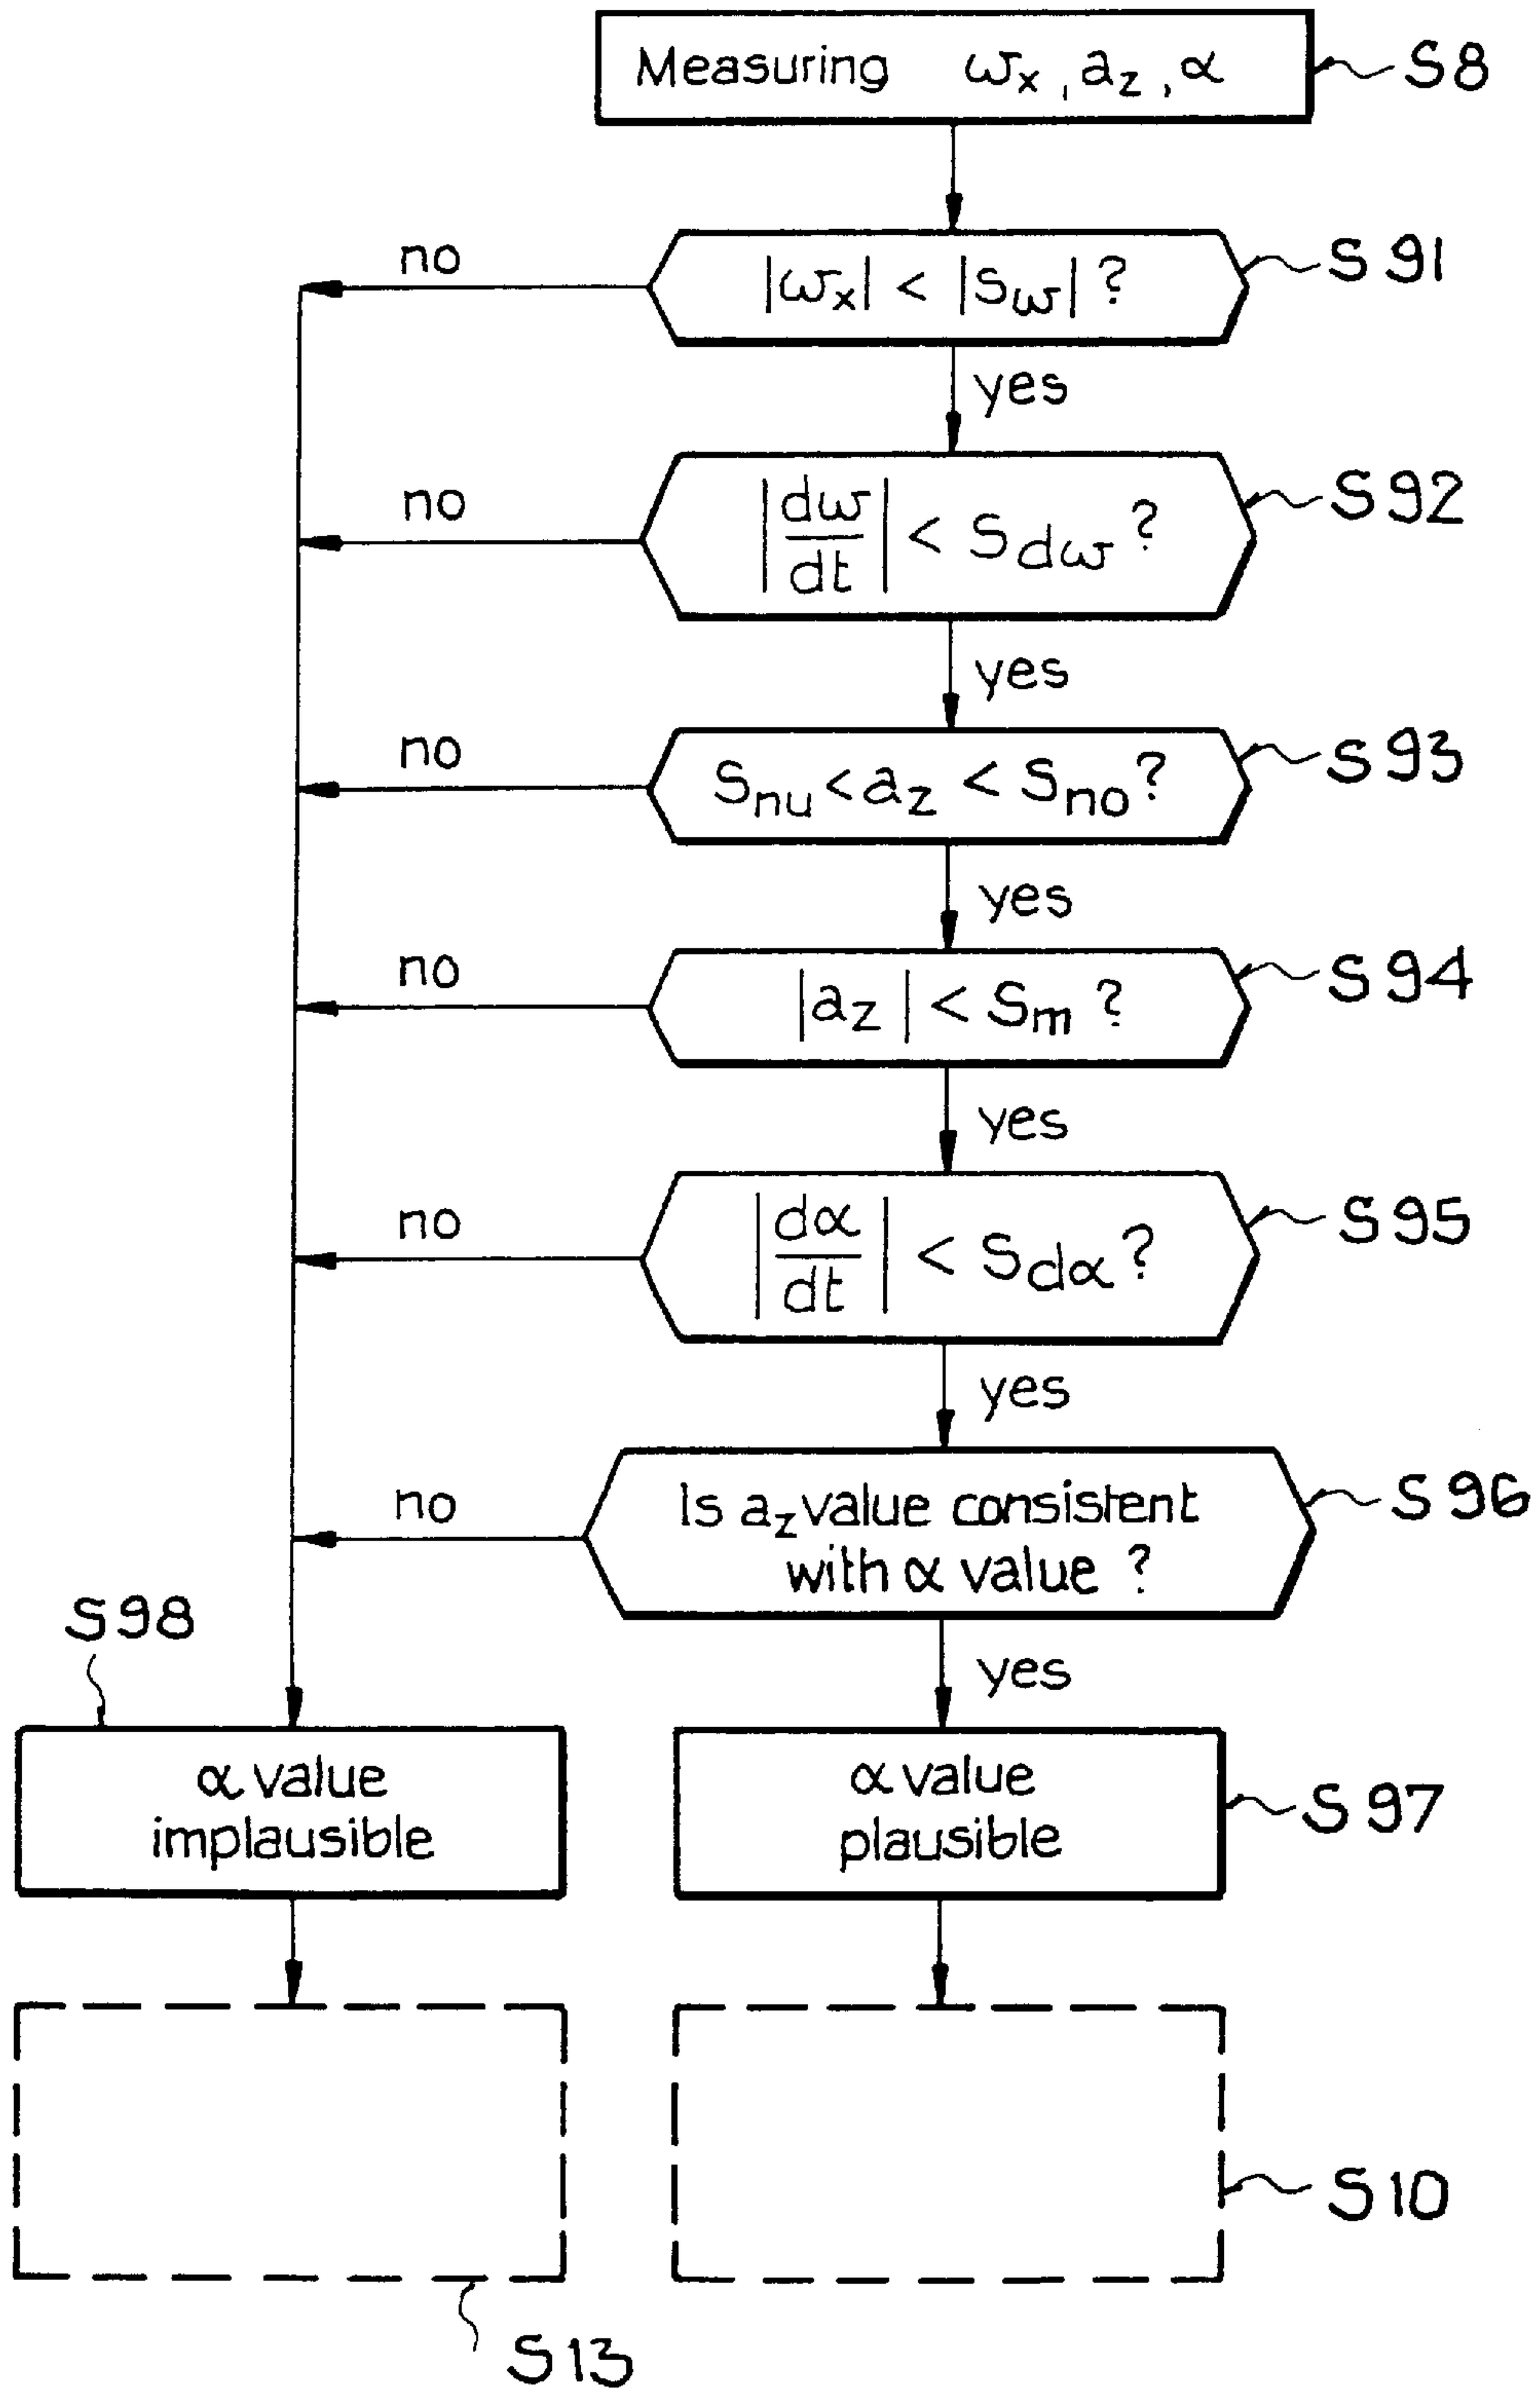 Measuring ωx, az, α
S8
|ωx| < |Sω| ?
S91
no
yes
|dω/dt| < Sdω ?
S92
no
yes
Snu < az < Sno ?
S93
no
yes
|az| < Sm ?
S94
no
yes
|dα/dt| < Sdα ?
S95
no
yes
Is az value consistent
with α value ?
S96
no
yes
S98
α value
implausible
α value
plausible
S97
S10
S13